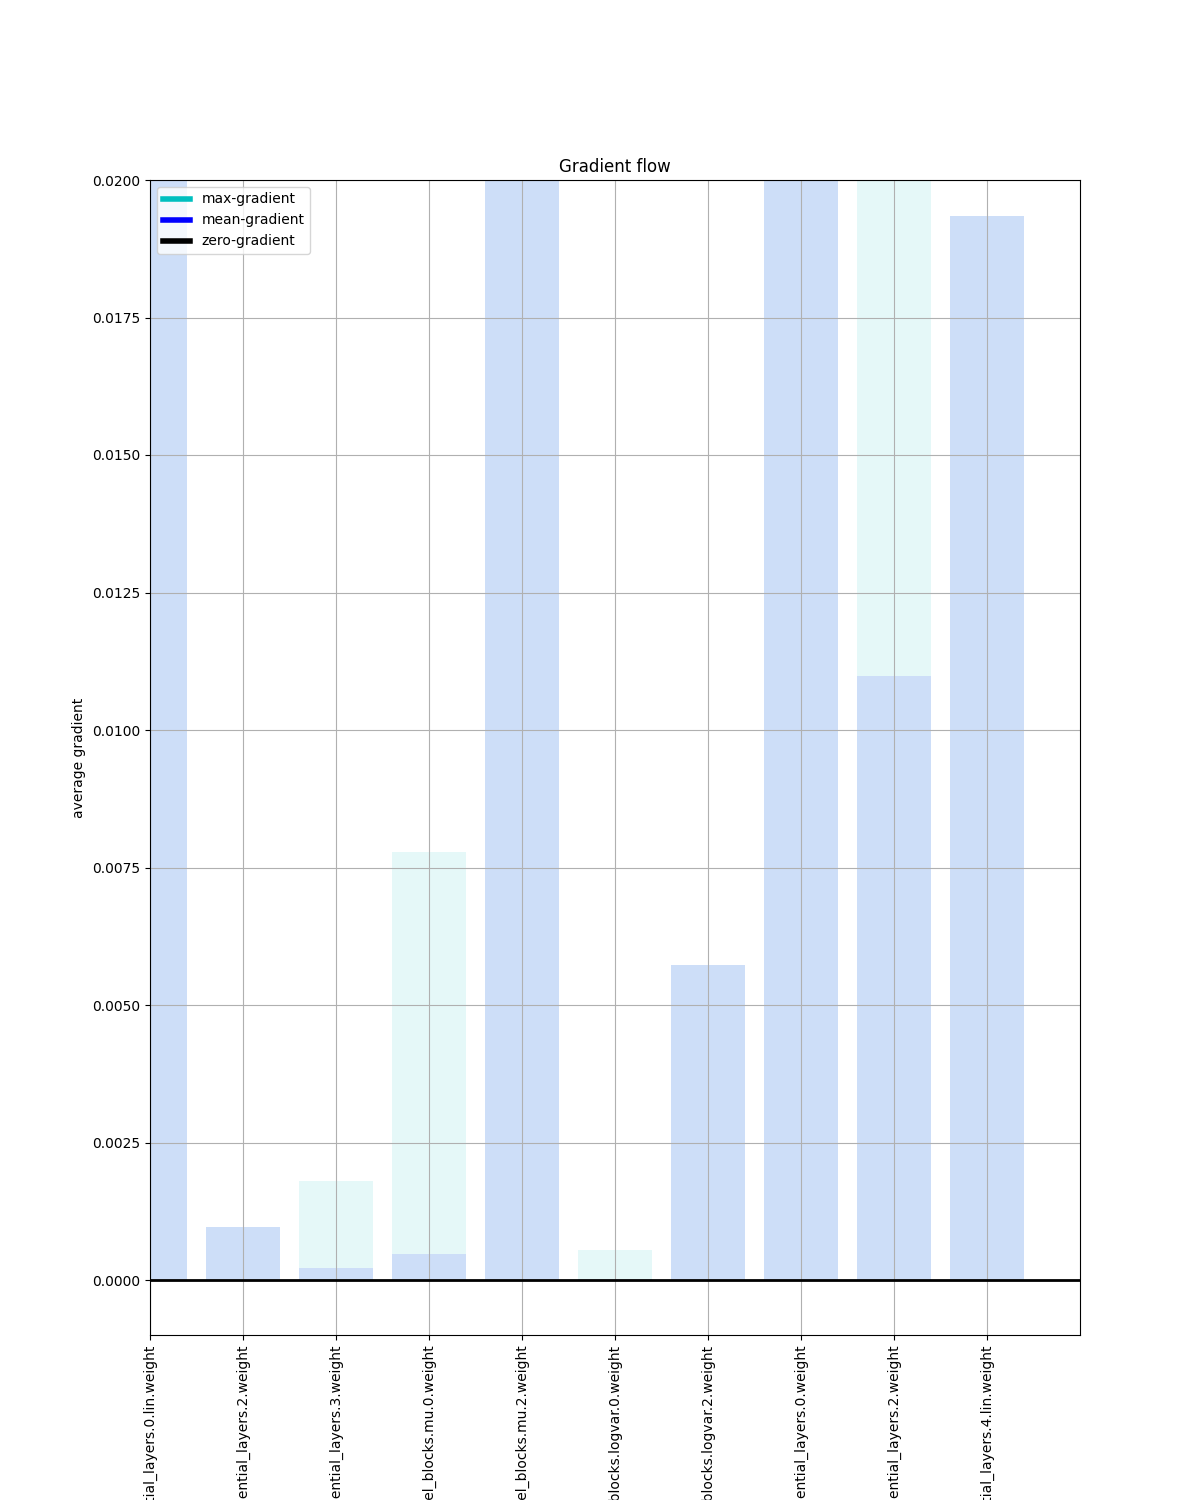 Gradient flow
max-gradient
mean-gradient
zero-gradient
0.0200
0.0175
0.0150
0.0125
0.0100
0.0075
0.0050
0.0025
0.0000
average gradient
tial_layers.0.lin.weight
ential_layers.2.weight
ential_layers.3.weight
el_blocks.mu.0.weight
el_blocks.mu.2.weight
blocks.logvar.0.weight
blocks.logvar.2.weight
ential_layers.0.weight
ential_layers.2.weight
tial_layers.4.lin.weight